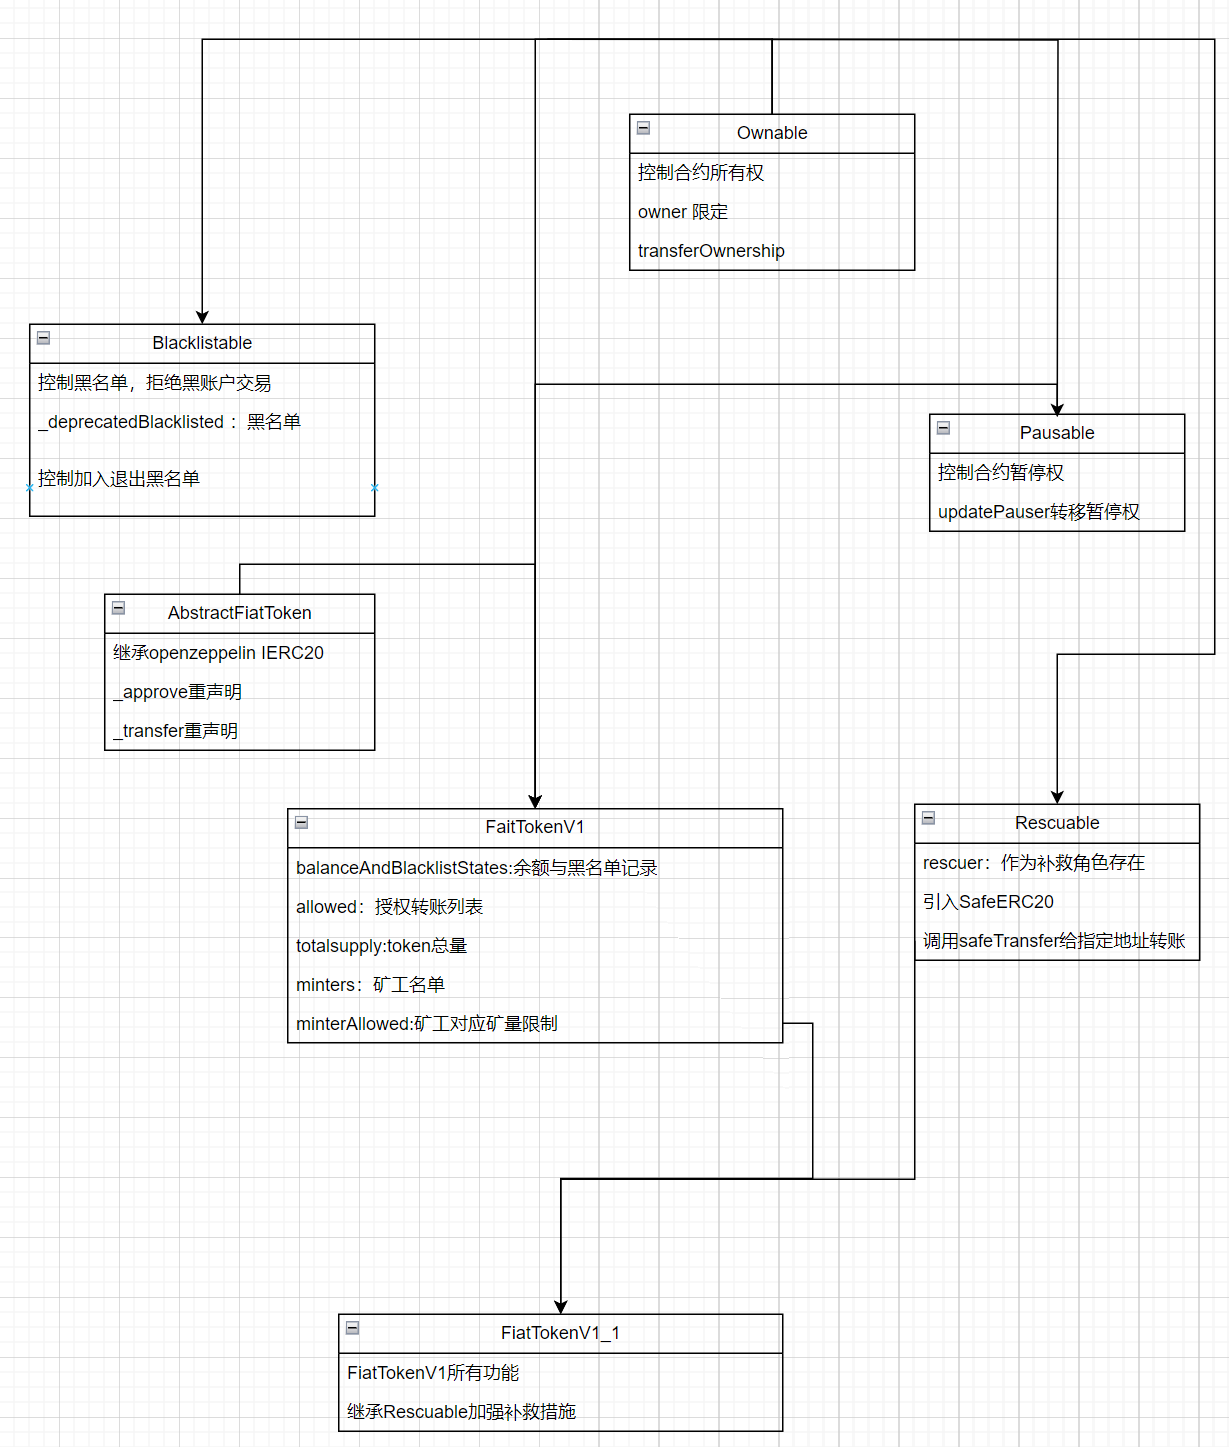 Ownable
控制合约所有权
owner 限定
transferOwnership
Blacklistable
控制黑名单，拒绝黑账户交易
_deprecatedBlacklisted： 黑名单
控制加入退出黑名单
Pausable
控制合约暂停权
updatePauser转移暂停权
AbstractFiatToken
继承openzeppelin IERC20
_approve重声明
_transfer重声明
FaitTokenV1
balanceAndBlacklistStates:余额与黑名单记录
allowed：授权转账列表
totalsupply:token总量
minters：矿工名单
minterAllowed:矿工对应矿量限制
Rescuable
rescuer：作为补救角色存在
引入SafeERC20
调用safeTransfer给指定地址转账
FiatTokenV1_1
FiatTokenV1所有功能
继承Rescuable加强补救措施